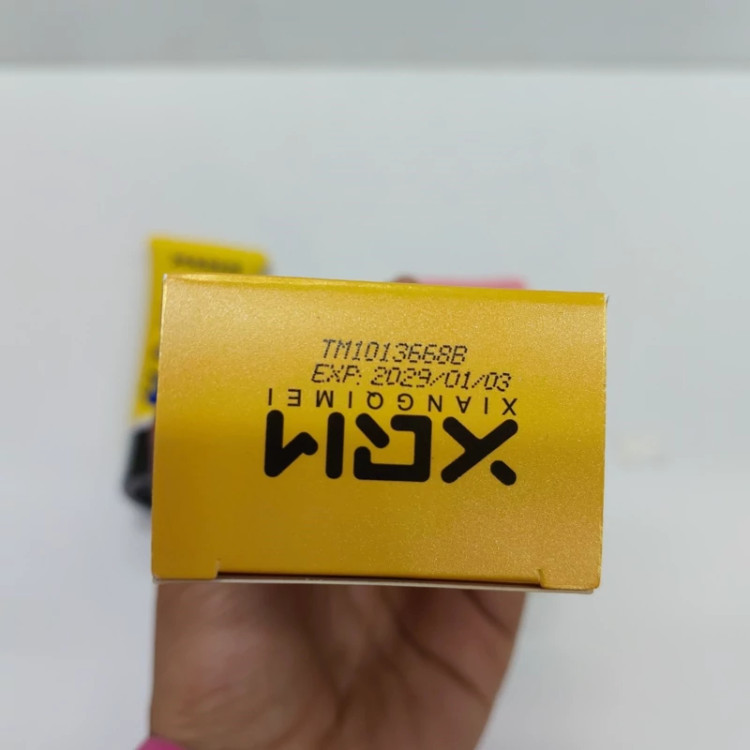 TM1013668B
EXP: 2029/01/03
XIANGQIMEI
XQM